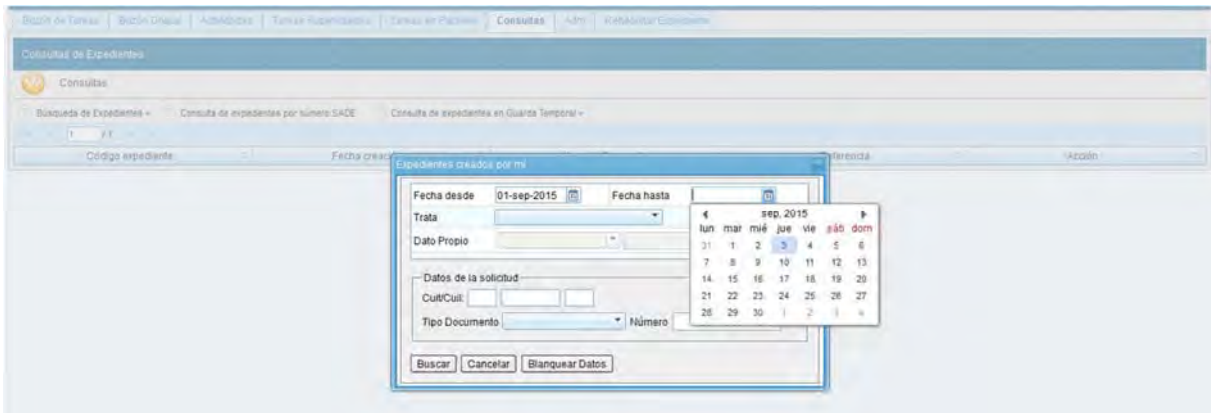 Buzón de Tareas Buzón Grupal Actividades Tareas Supervisados Tareas en Paralelo Consultas Adm Rehabilitar Expediente
Consultas de Expedientes
Consultas
Búsqueda de Expedientes Consulta de expedientes por número SADE Consulta de expedientes en Guarda Temporal
1 / 1
Código expediente Fecha creac ferencia Acción
Expedientes creados por mí
Fecha desde 01-sep-2015 Fecha hasta
Trata
Dato Propio
sep, 2015
lun mar mié jue vie sáb dom
31 1 2 3 4 5 6
7 8 9 10 11 12 13
14 15 16 17 18 19 20
21 22 23 24 25 26 27
28 29 30 1 2 3 4
Datos de la solicitud
Cuit/Cuil:
Tipo Documento Número
Buscar Cancelar Blanquear Datos